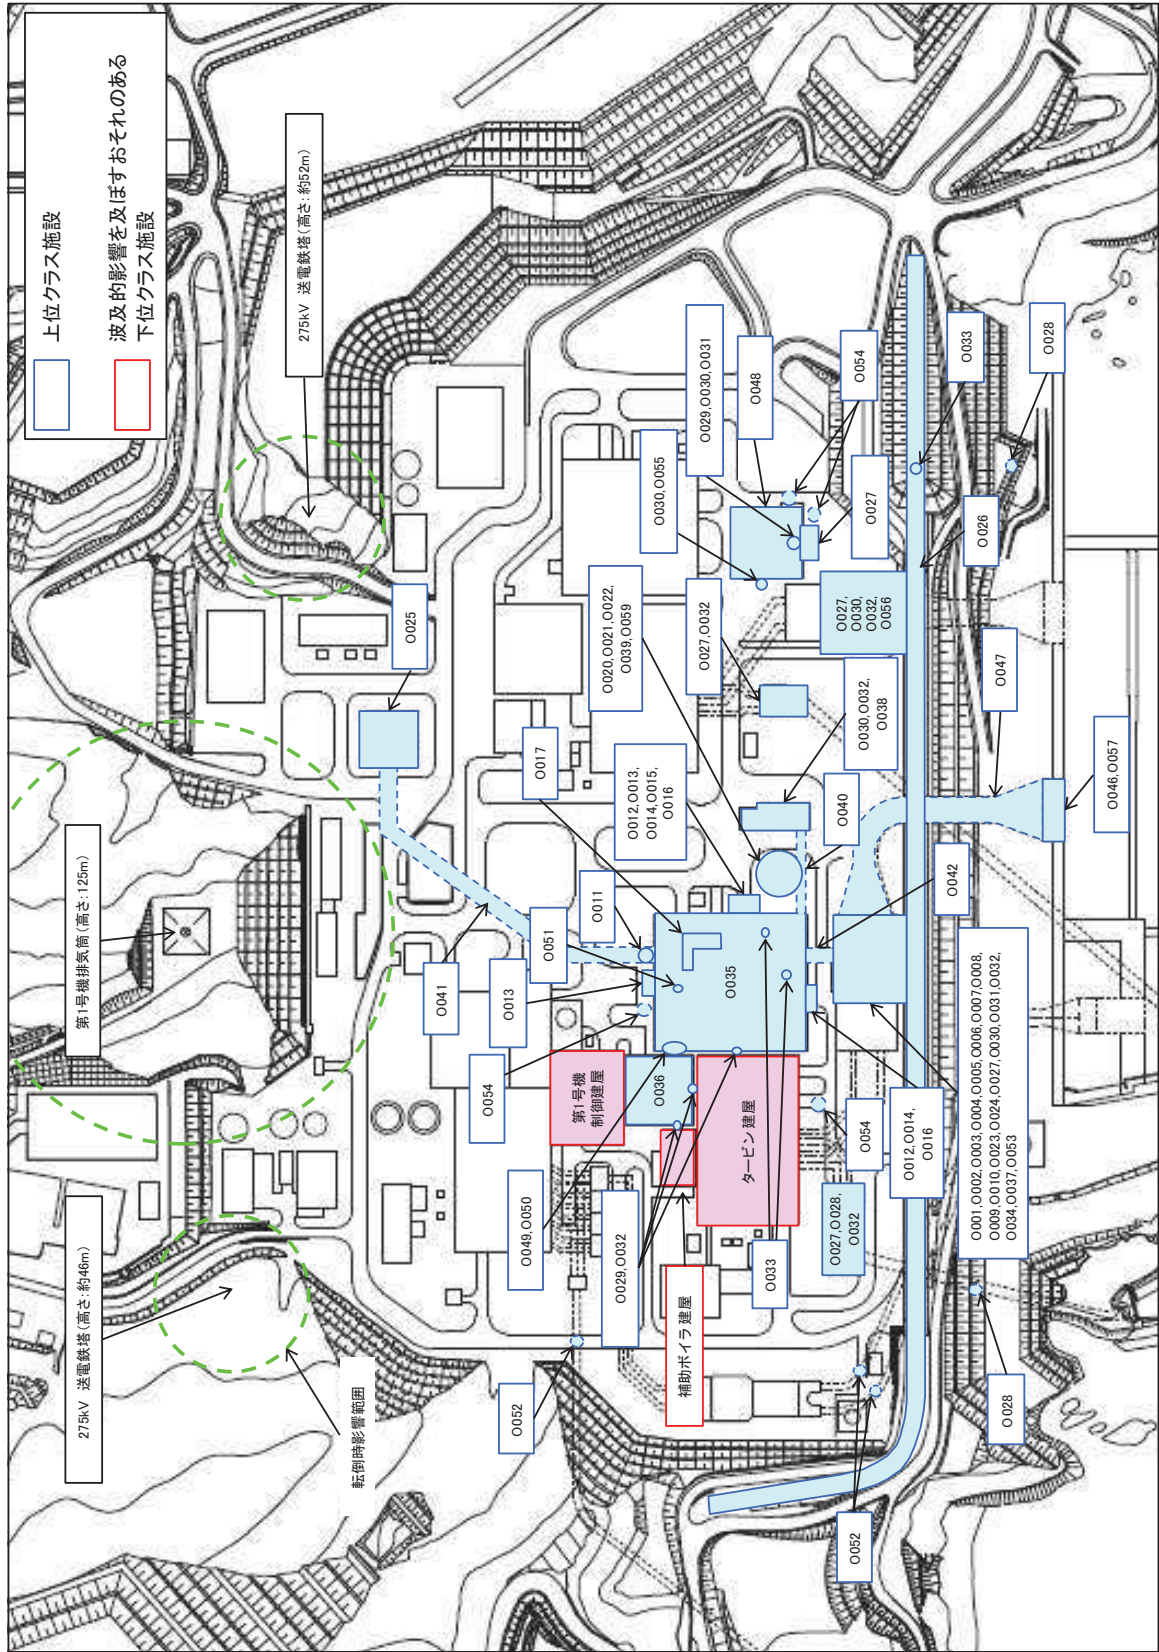 上位クラス施設
波及的影響を及ぼすおそれのある
下位クラス施設
275kV 送電鉄塔(高さ:約52m)
第1号機排気筒(高さ:125m)
275kV 送電鉄塔(高さ:約46m)
転倒時影響範囲
O025
O041
O013
O054
O051
O011
O017
O012,O013,
O014,O015,
O016
O020,O021,O022,
O039,O059
O027,O032
O030,O055
O029,O030,O031
O048
O054
O027
O033
O028
O026
O027,
O030,
O032,
O056
O030,O032,
O038
O040
O047
O046,O057
O042
O035
O036
第1号機
制御建屋
タービン建屋
補助ボイラ建屋
O049,O050
O029,O032
O052
O033
O054
O027,O028,
O032
O012,O014,
O016
O001,O002,O003,O004,O005,O006,O007,O008,
O009,O010,O023,O024,O027,O030,O031,O032,
O034,O037,O053
O028
O052